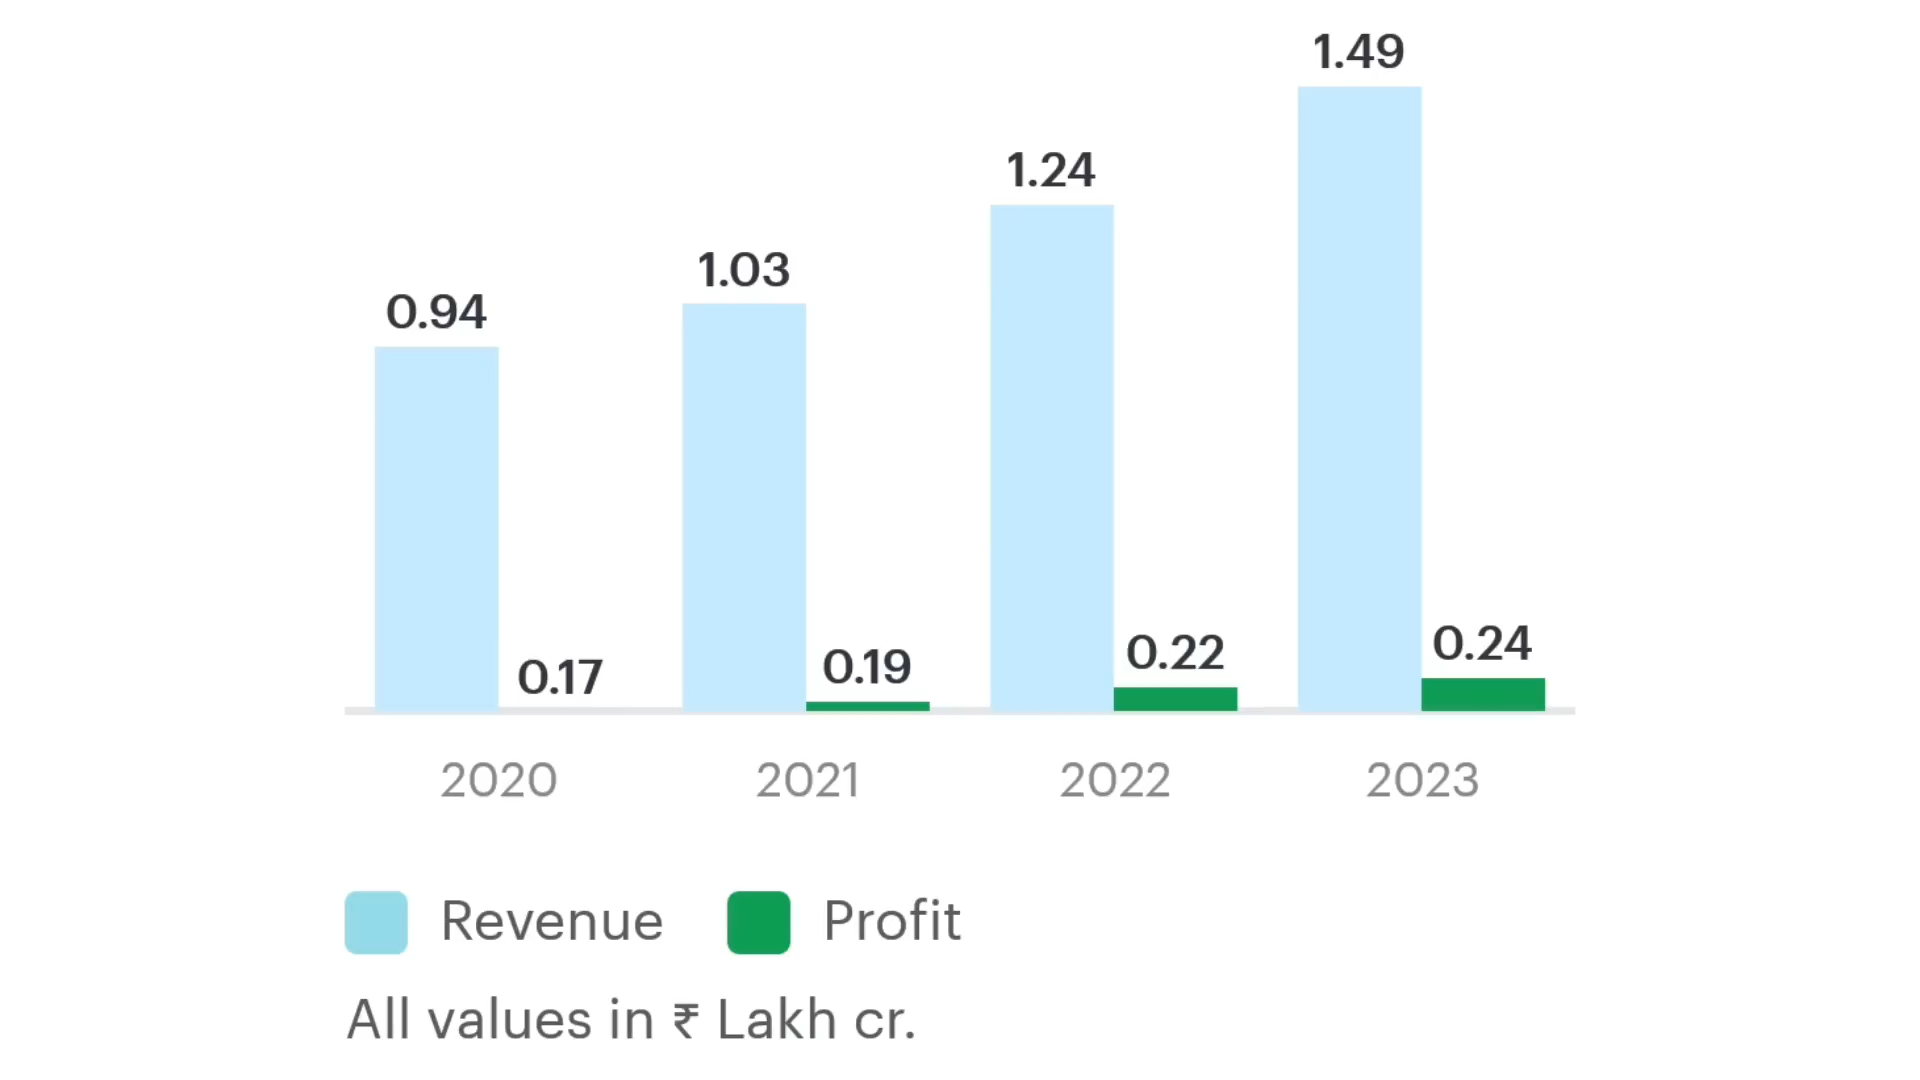 1.49
1.24
1.03
0.94
0.17
0.19
0.22
0.24
2020 2021 2022 2023
Revenue Profit
All values in ₹ Lakh cr.